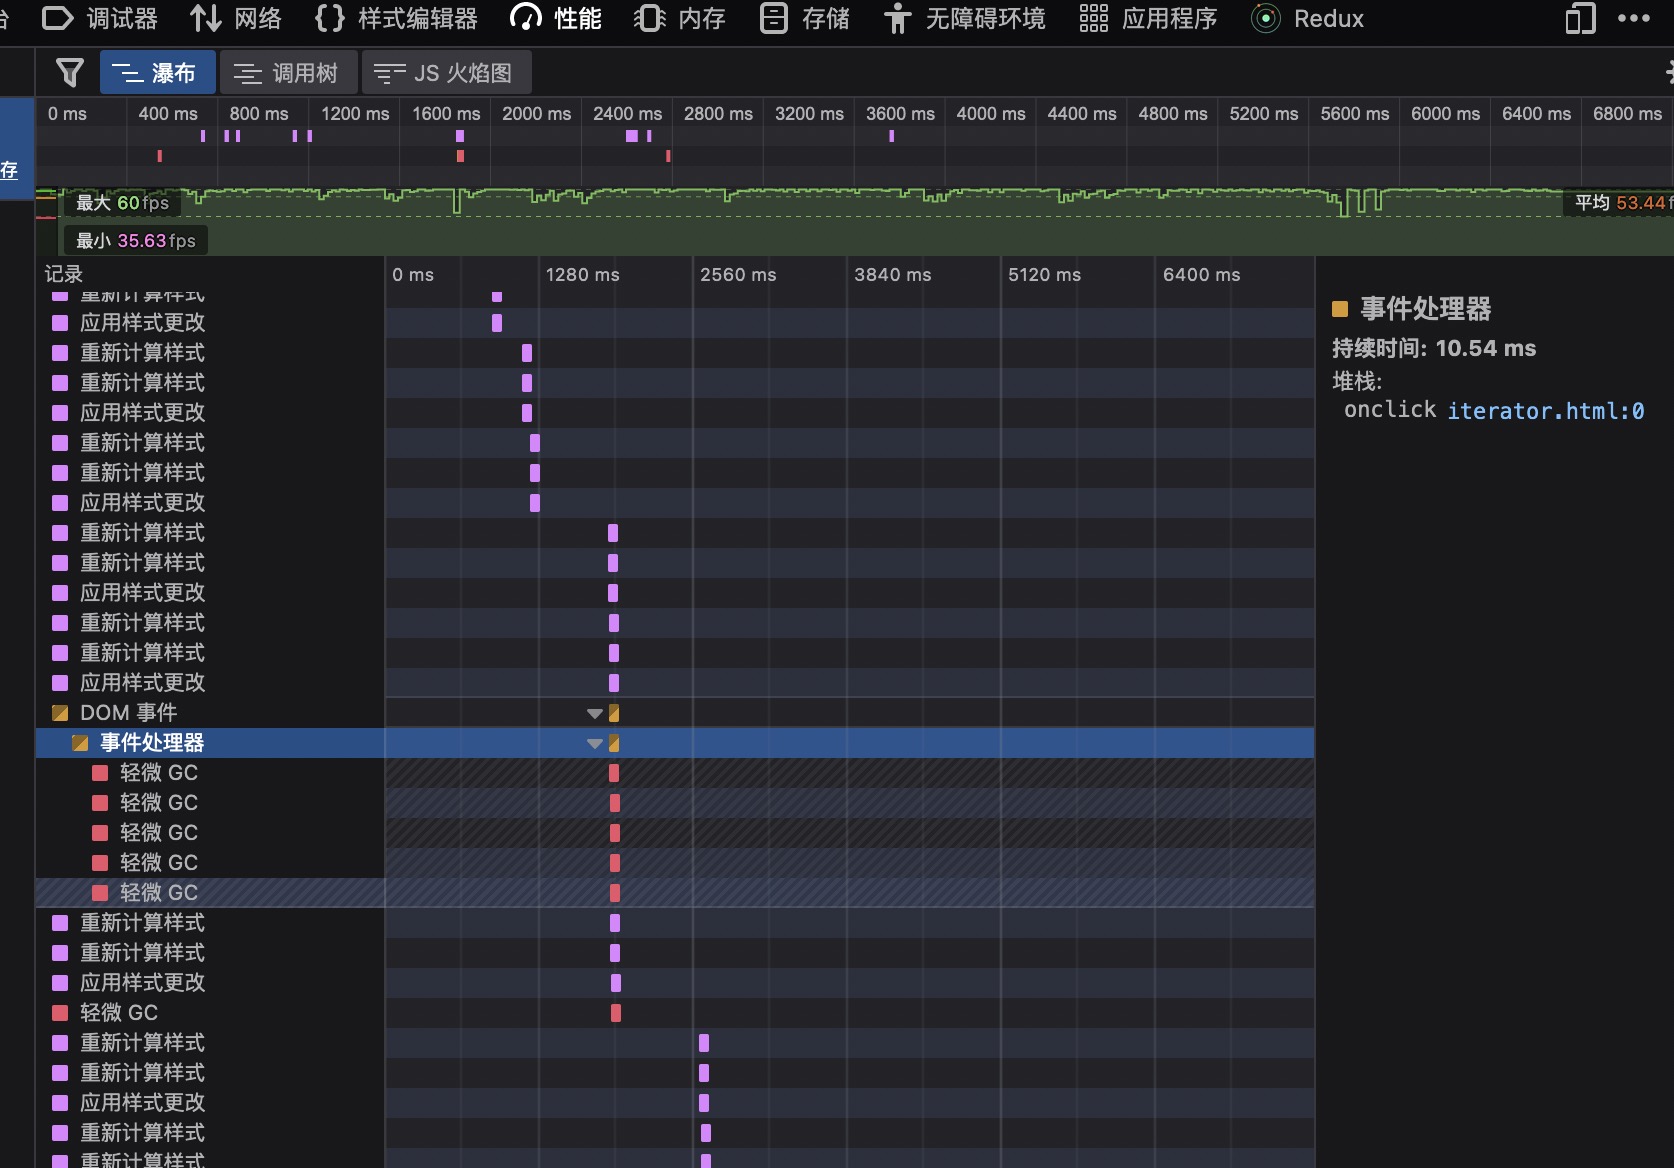 调试器 网络 样式编辑器 性能 内存 存储 无障碍环境 应用程序 Redux
瀑布 调用树 JS 火焰图
0 ms 400 ms 800 ms 1200 ms 1600 ms 2000 ms 2400 ms 2800 ms 3200 ms 3600 ms 4000 ms 4400 ms 4800 ms 5200 ms 5600 ms 6000 ms 6400 ms 6800 ms
存
最大 60fps
平均 53.44f
最小 35.63fps
记录 0 ms 1280 ms 2560 ms 3840 ms 5120 ms 6400 ms
重新计算样式
应用样式更改
重新计算样式
重新计算样式
应用样式更改
重新计算样式
重新计算样式
应用样式更改
重新计算样式
重新计算样式
应用样式更改
重新计算样式
重新计算样式
应用样式更改
DOM 事件
事件处理器
轻微 GC
轻微 GC
轻微 GC
轻微 GC
轻微 GC
重新计算样式
重新计算样式
应用样式更改
轻微 GC
重新计算样式
重新计算样式
应用样式更改
重新计算样式
重新计算样式
事件处理器
持续时间: 10.54 ms
堆栈:
onclick iterator.html:0